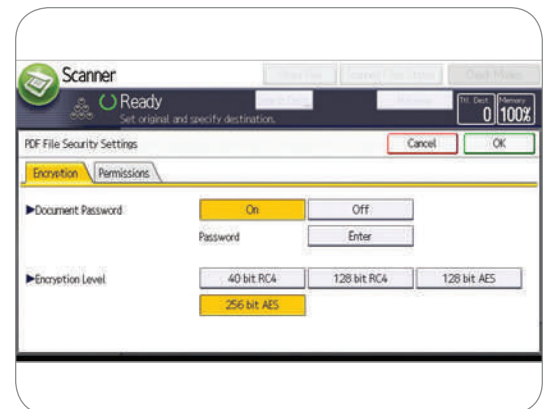 Scanner
Ready
Set original and specify destination.
Ttl. Dest. Memory
0 100%
PDF File Security Settings Cancel OK
Encryption Permissions
►Document Password On Off
Password Enter
►Encryption Level 40 bit RC4 128 bit RC4 128 bit AES
256 bit AES